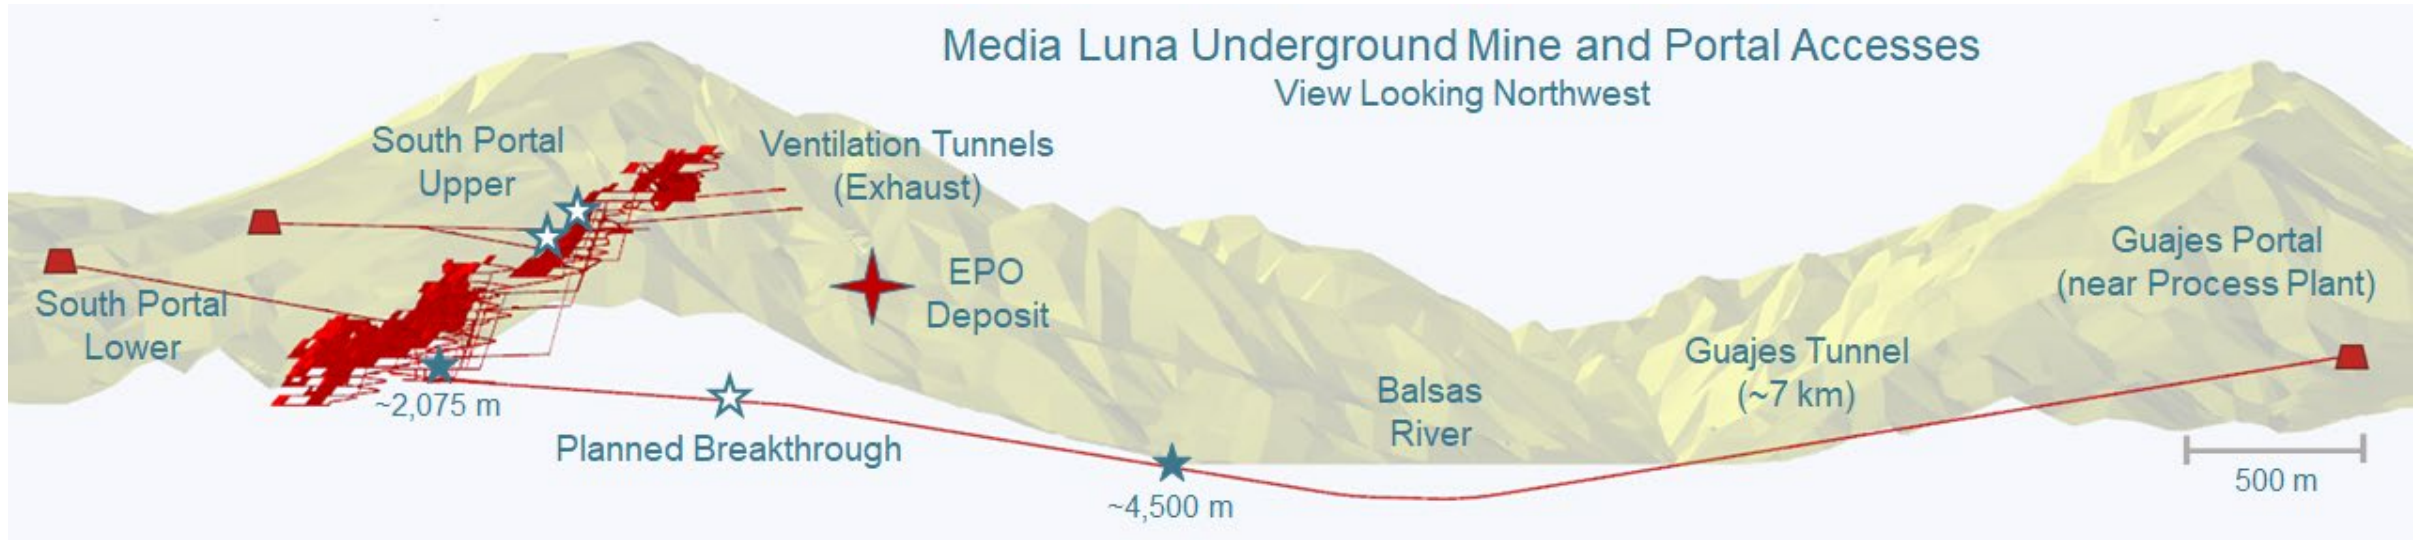 Media Luna Underground Mine and Portal Accesses
View Looking Northwest
South Portal
Upper
Ventilation Tunnels
(Exhaust)
South Portal
Lower
EPO
Deposit
Guajes Portal
(near Process Plant)
Guajes Tunnel
(~7 km)
Balsas
River
~2,075 m
Planned Breakthrough
~4,500 m
500 m